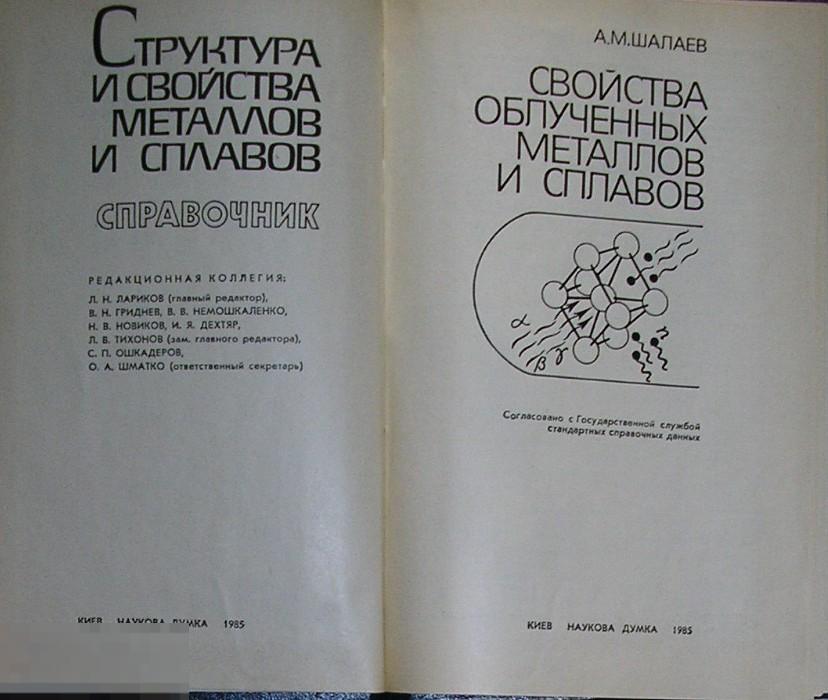 СТРУКТУРА
И СВОЙСТВА
МЕТАЛЛОВ
И СПЛАВОВ
СПРАВОЧНИК
РЕДАКЦИОННАЯ КОЛЛЕГИЯ:
Л. Н. ЛАРИКОВ (главный редактор),
В. Н. ГРИДНЕВ, В. В. НЕМОШКАЛЕНКО,
Н. В. НОВИКОВ, И. Я. ДЕХТЯР,
Л. В. ТИХОНОВ (зам. главного редактора),
С. П. ОШКАДЕРОВ,
О. А. ШМАТКО (ответственный секретарь)
КИЕВ НАУКОВА ДУМКА 1985
А.М.ШАЛАЕВ
СВОЙСТВА
ОБЛУЧЕННЫХ
МЕТАЛЛОВ
И СПЛАВОВ
α
β γ
Согласовано с Государственной службой
стандартных справочных данных
КИЕВ НАУКОВА ДУМКА 1985